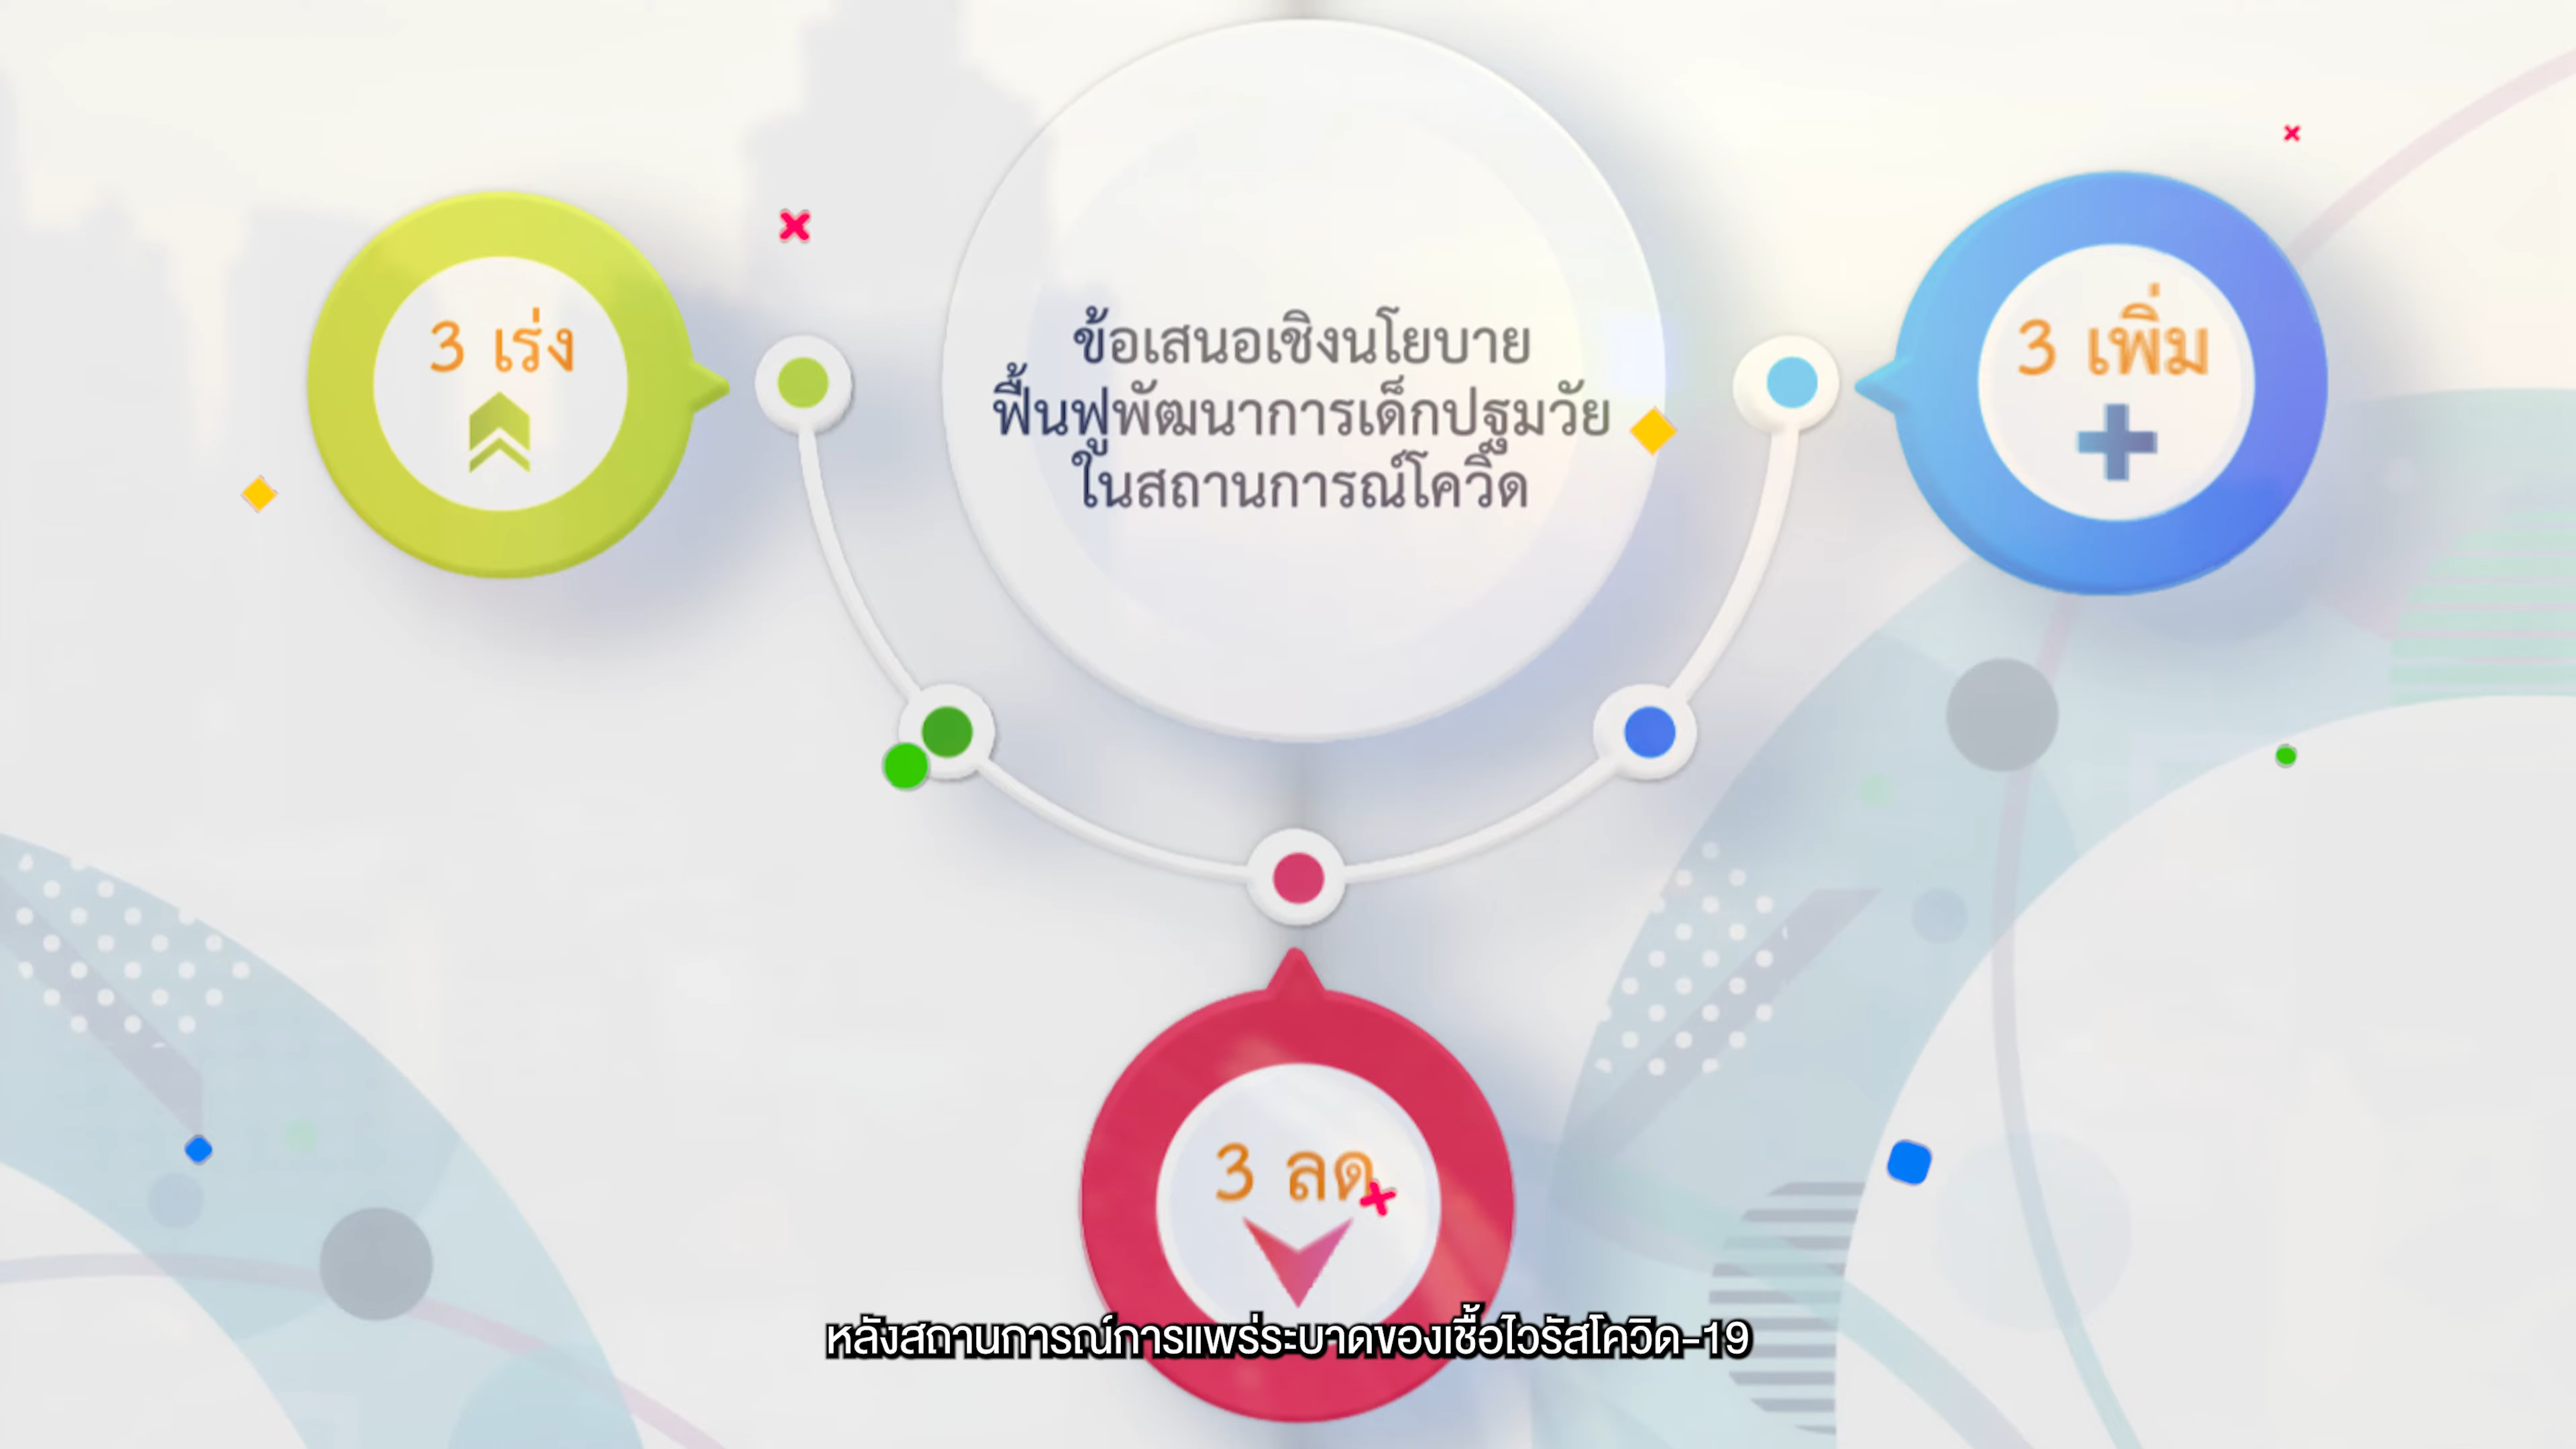 3 เร่ง
ข้อเสนอเชิงนโยบาย
ฟื้นฟูพัฒนาการเด็กปฐมวัย
ในสถานการณ์โควิด
3 เพิ่ม
3 ลด
หลังสถานการณ์การแพร่ระบาดของเชื้อไวรัสโควิด-19